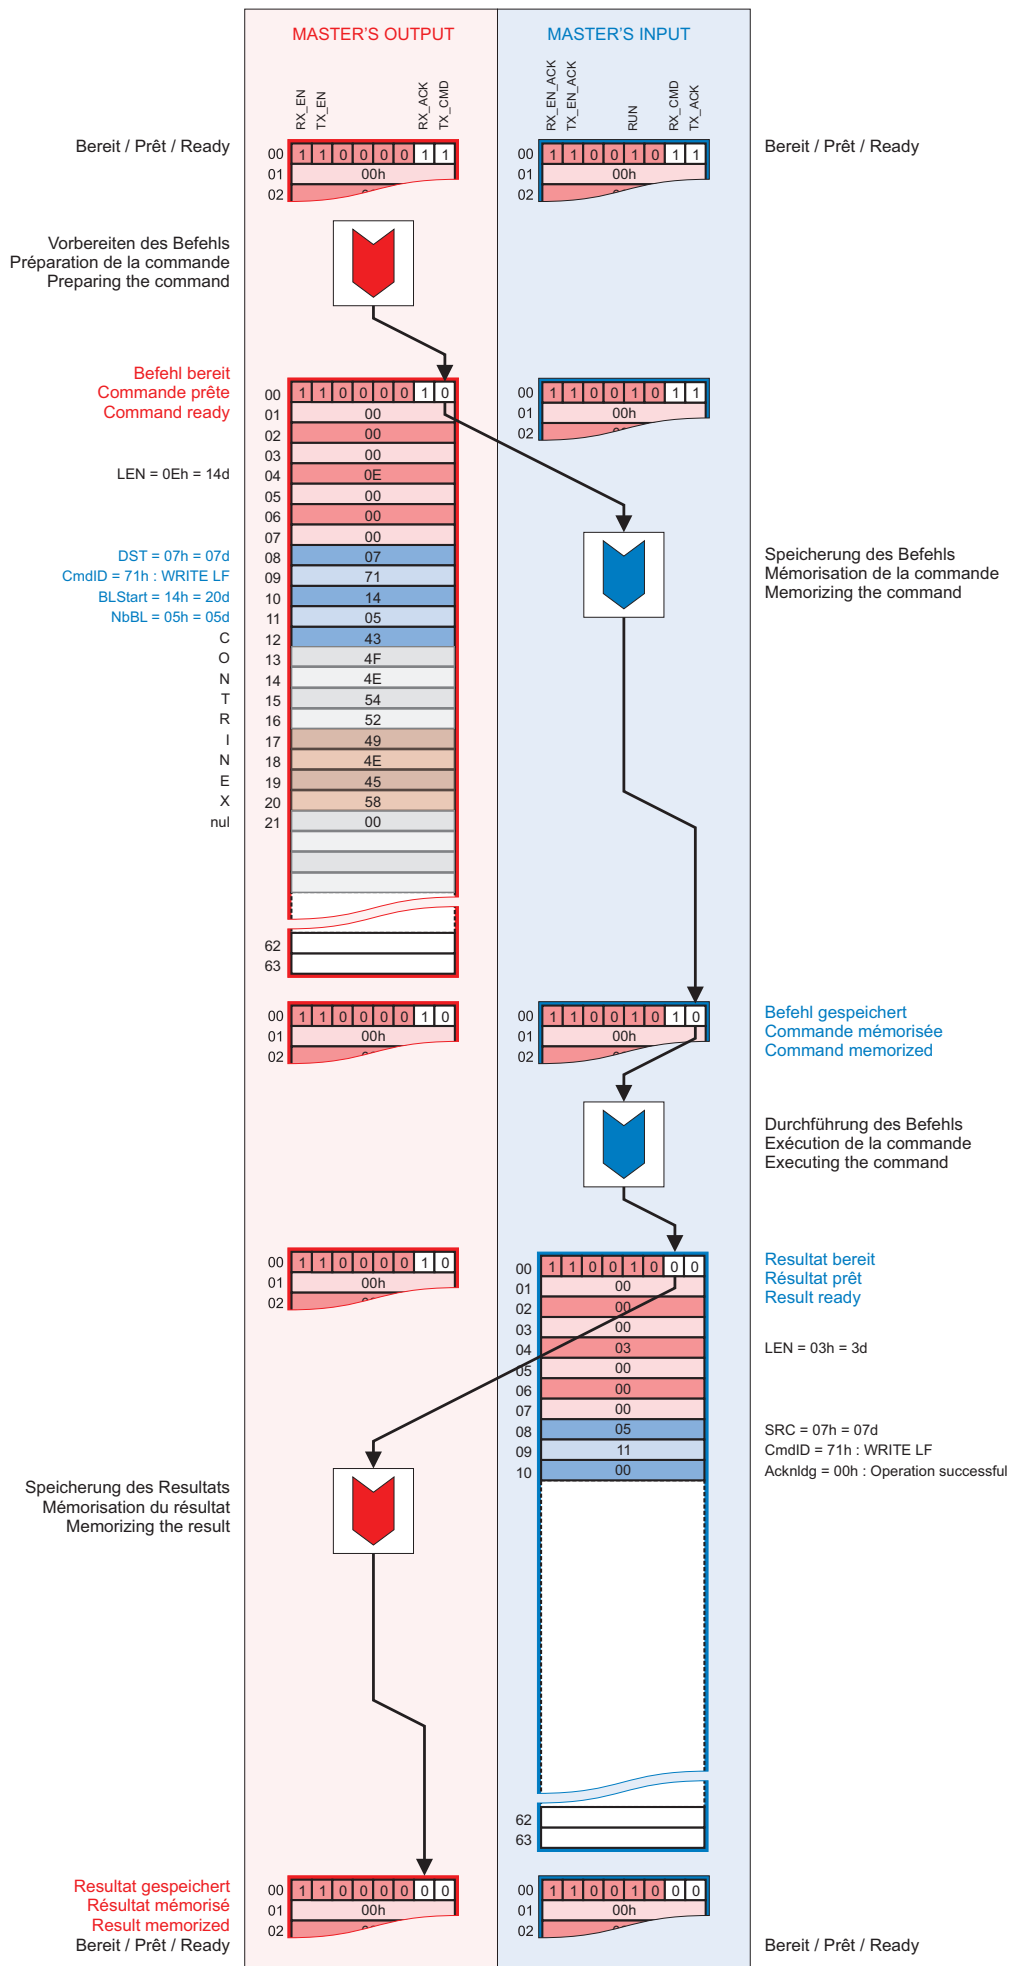 MASTER'S OUTPUT
MASTER'S INPUT
RX_EN
TX_EN
RX_ACK
TX_CMD
RX_EN_ACK
TX_EN_ACK
RUN
RX_CMD
TX_ACK
Bereit / Prêt / Ready
00 1 1 0 0 0 0 1 1
01 00h
02
00 1 1 0 0 1 0 1 1
01 00h
02
Bereit / Prêt / Ready
Vorbereiten des Befehls
Préparation de la commande
Preparing the command
Befehl bereit
Commande prête
Command ready
00 1 1 0 0 0 0 1 0
01 00
02 00
03 00
LEN = 0Eh = 14d
04 0E
05 00
06 00
07 00
DST = 07h = 07d
08 07
CmdID = 71h : WRITE LF
09 71
BLStart = 14h = 20d
10 14
NbBL = 05h = 05d
11 05
C 12 43
O 13 4F
N 14 4E
T 15 54
R 16 52
I 17 49
N 18 4E
E 19 45
X 20 58
nul 21 00
62
63
00 1 1 0 0 1 0 1 1
01 00h
02
Speicherung des Befehls
Mémorisation de la commande
Memorizing the command
00 1 1 0 0 0 0 1 0
01 00h
02
00 1 1 0 0 1 0 1 0
01 00h
02
Befehl gespeichert
Commande mémorisée
Command memorized
Durchführung des Befehls
Exécution de la commande
Executing the command
00 1 1 0 0 0 0 1 0
01 00h
02
00 1 1 0 0 1 0 0 0
01 00
02 00
03 00
04 03
05 00
06 00
07 00
08 05
09 11
10 00
62
63
Resultat bereit
Résultat prêt
Result ready
LEN = 03h = 3d
SRC = 07h = 07d
CmdID = 71h : WRITE LF
Acknldg = 00h : Operation successful
Speicherung des Resultats
Mémorisation du résultat
Memorizing the result
Resultat gespeichert
Résultat mémorisé
Result memorized
Bereit / Prêt / Ready
00 1 1 0 0 0 0 0 0
01 00h
02
00 1 1 0 0 1 0 0 0
01 00h
02
Bereit / Prêt / Ready